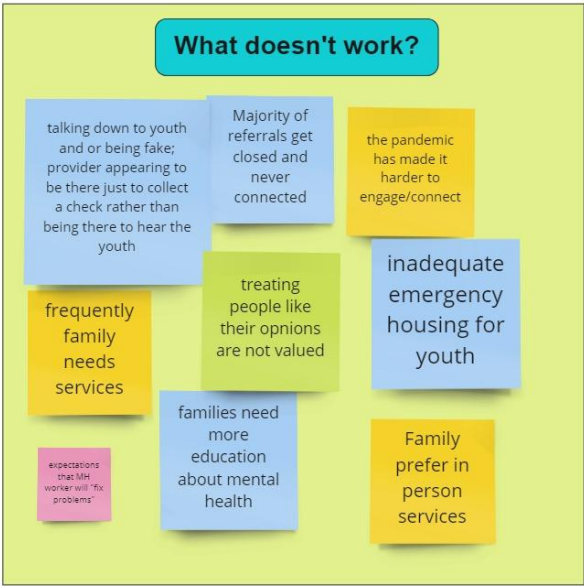 What doesn't work?
talking down to youth
and or being fake;
provider appearing to
be there just to collect
a check rather than
being there to hear the
youth
Majority of
referrals get
closed and
never
connected
the pandemic
has made it
harder to
engage/connect
frequently
family
needs
services
treating
people like
their opnions
are not valued
inadequate
emergency
housing for
youth
expectations
that MH
worker will "fix
problems"
families need
more
education
about mental
health
Family
prefer in
person
services